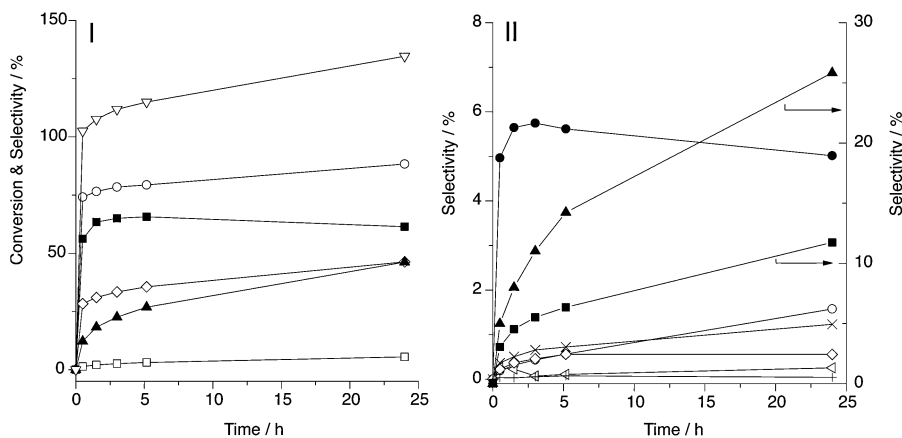 I
150
100
50
0
Conversion & Selectivity / %
0 5 10 15 20 25
Time / h
II
8
6
4
2
0
Selectivity / %
30
20
10
0
Selectivity / %
0 5 10 15 20 25
Time / h